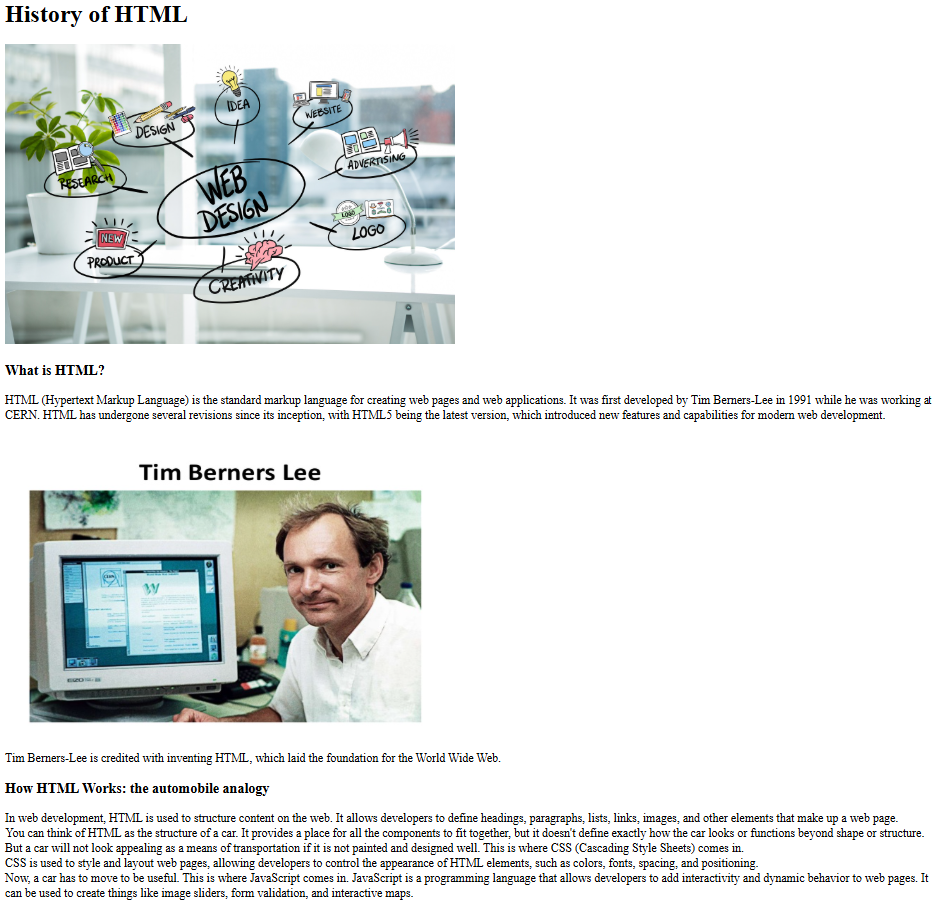 History of HTML
IDEA
WEBSITE
DESIGN
ADVERTISING
RESEARCH
WEB
DESIGN
LOGO
LOGO
NEW
PRODUCT
CREATIVITY
What is HTML?
HTML (Hypertext Markup Language) is the standard markup language for creating web pages and web applications. It was first developed by Tim Berners-Lee in 1991 while he was working at
CERN. HTML has undergone several revisions since its inception, with HTML5 being the latest version, which introduced new features and capabilities for modern web development.
Tim Berners Lee
CERN
W
Tim Berners-Lee is credited with inventing HTML, which laid the foundation for the World Wide Web.
How HTML Works: the automobile analogy
In web development, HTML is used to structure content on the web. It allows developers to define headings, paragraphs, lists, links, images, and other elements that make up a web page.
You can think of HTML as the structure of a car. It provides a place for all the components to fit together, but it doesn't define exactly how the car looks or functions beyond shape or structure.
But a car will not look appealing as a means of transportation if it is not painted and designed well. This is where CSS (Cascading Style Sheets) comes in.
CSS is used to style and layout web pages, allowing developers to control the appearance of HTML elements, such as colors, fonts, spacing, and positioning.
Now, a car has to move to be useful. This is where JavaScript comes in. JavaScript is a programming language that allows developers to add interactivity and dynamic behavior to web pages. It
can be used to create things like image sliders, form validation, and interactive maps.